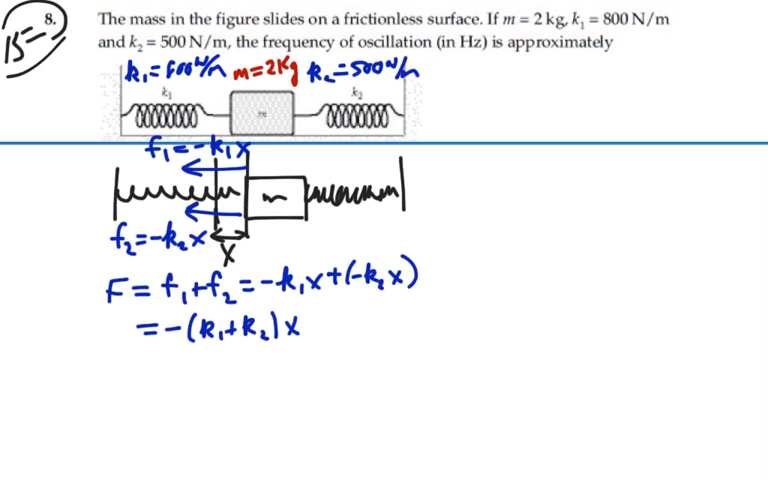 15=
8. The mass in the figure slides on a frictionless surface. If m = 2 kg, k₁ = 800 N/m
and k₂ = 500 N/m, the frequency of oscillation (in Hz) is approximately
k₁=800N/m m=2Kg k₂=500N/m
k₁ m k₂
f₁=-k₁x
m
f₂=-k₂x
x
F = f₁+f₂ = -k₁x+(-k₂x)
= -(k₁+k₂)x